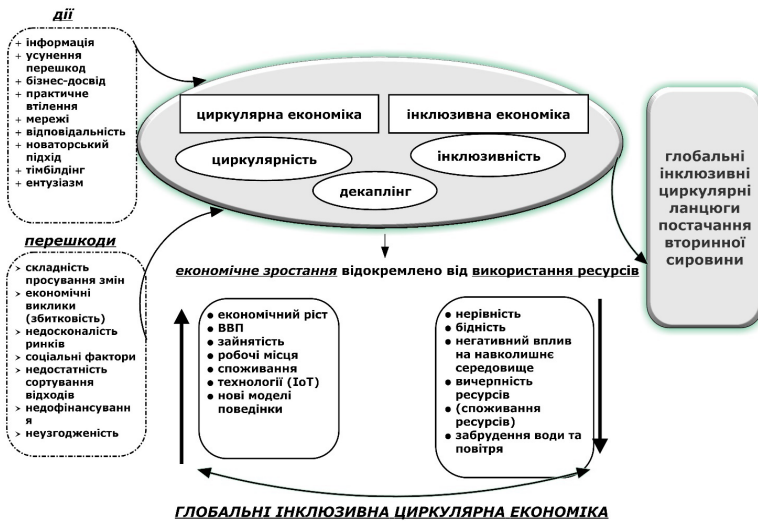 дії
+ інформація
+ усунення
перешкод
+ бізнес-досвід
+ практичне
втілення
+ мережі
+ відповідальність
+ новаторський
підхід
+ тімбілдінг
+ ентузіазм
перешкоди
➢ складність
просування змін
➢ економічні
виклики
(збитковість)
➢ недосконалість
ринків
➢ соціальні фактори
➢ недостатність
сортування
відходів
➢ недофінансуванн
я
➢ неузгодженість
циркулярна економіка
інклюзивна економіка
циркулярність
інклюзивність
декаплінг
глобальні
інклюзивні
циркулярні
ланцюги
постачання
вторинної
сировини
економічне зростання відокремлено від використання ресурсів
● економічний ріст
● ВВП
● зайнятість
● робочі місця
● споживання
● технології (IoT)
● нові моделі
поведінки
● нерівність
● бідність
● негативний вплив
на навколишнє
середовище
● вичерпність
ресурсів
● (споживання
ресурсів)
● забрудення води та
повітря
ГЛОБАЛЬНІ ІНКЛЮЗИВНА ЦИРКУЛЯРНА ЕКОНОМІКА